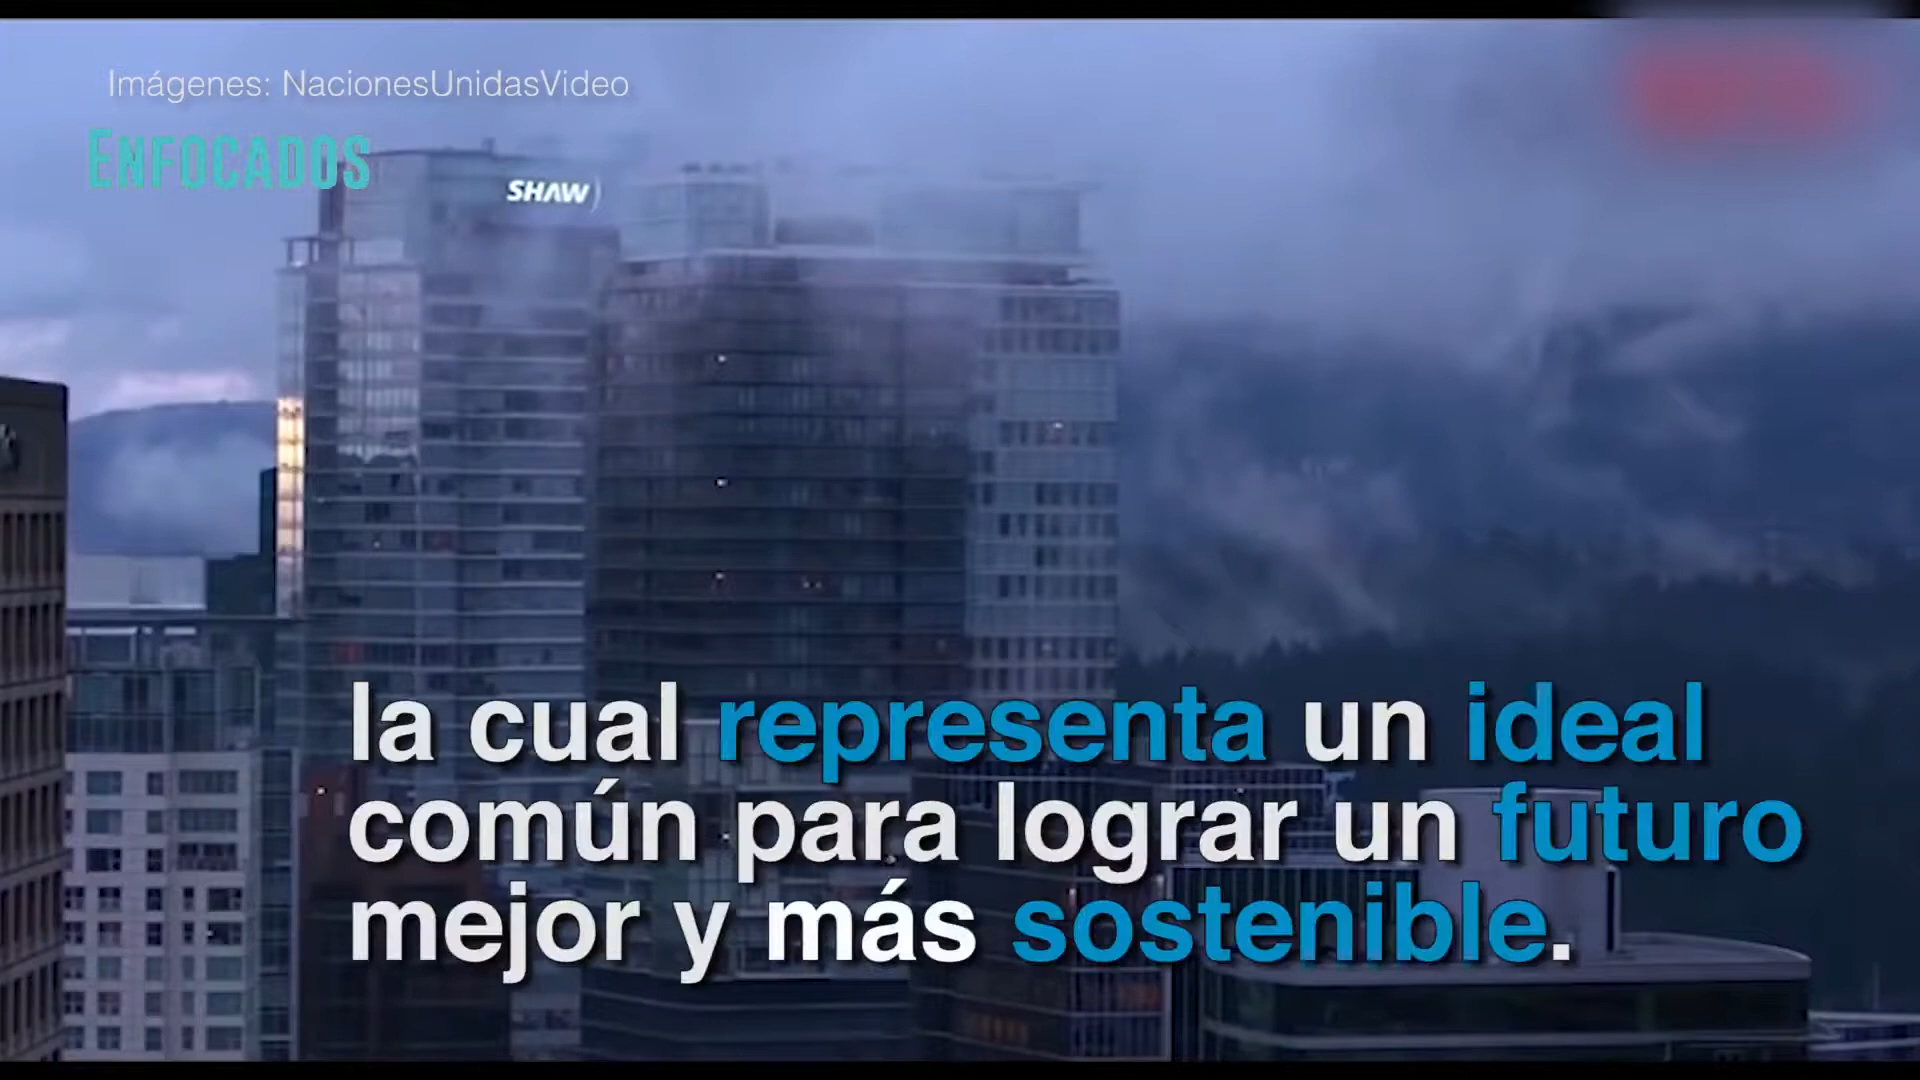 Imágenes: NacionesUnidasVideo
ENFOCADOS
SHAW)
la cual representa un ideal
común para lograr un futuro
mejor y más sostenible.